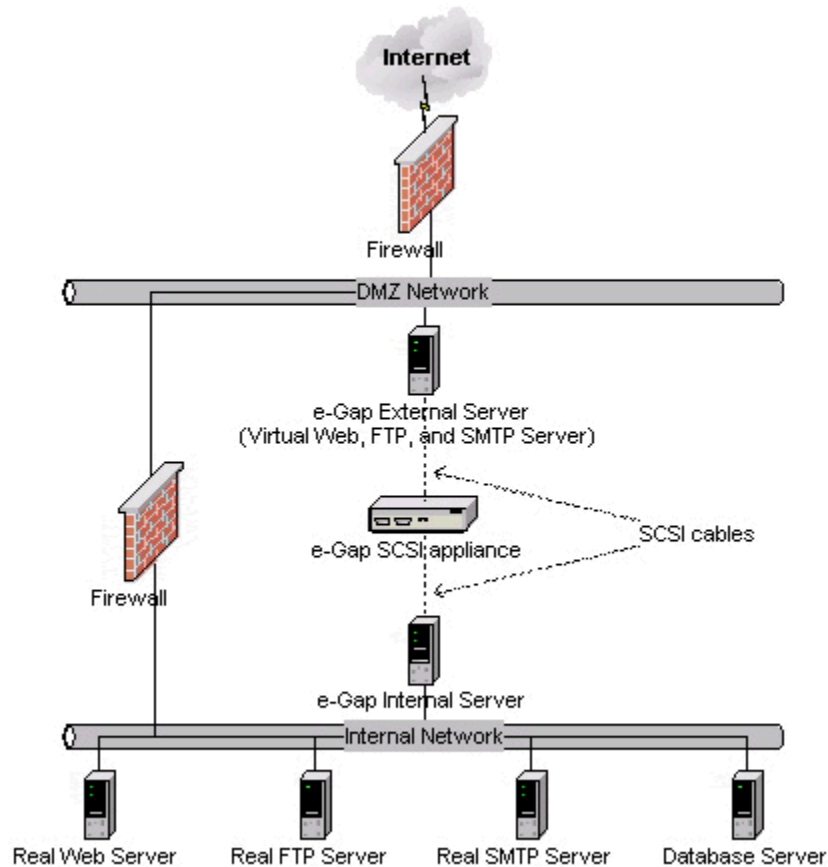 Internet
Firewall
DMZ Network
e-Gap External Server
(Virtual Web, FTP, and SMTP Server)
e-Gap SCSI appliance
SCSI cables
Firewall
e-Gap Internal Server
Internal Network
Real Web Server
Real FTP Server
Real SMTP Server
Database Server